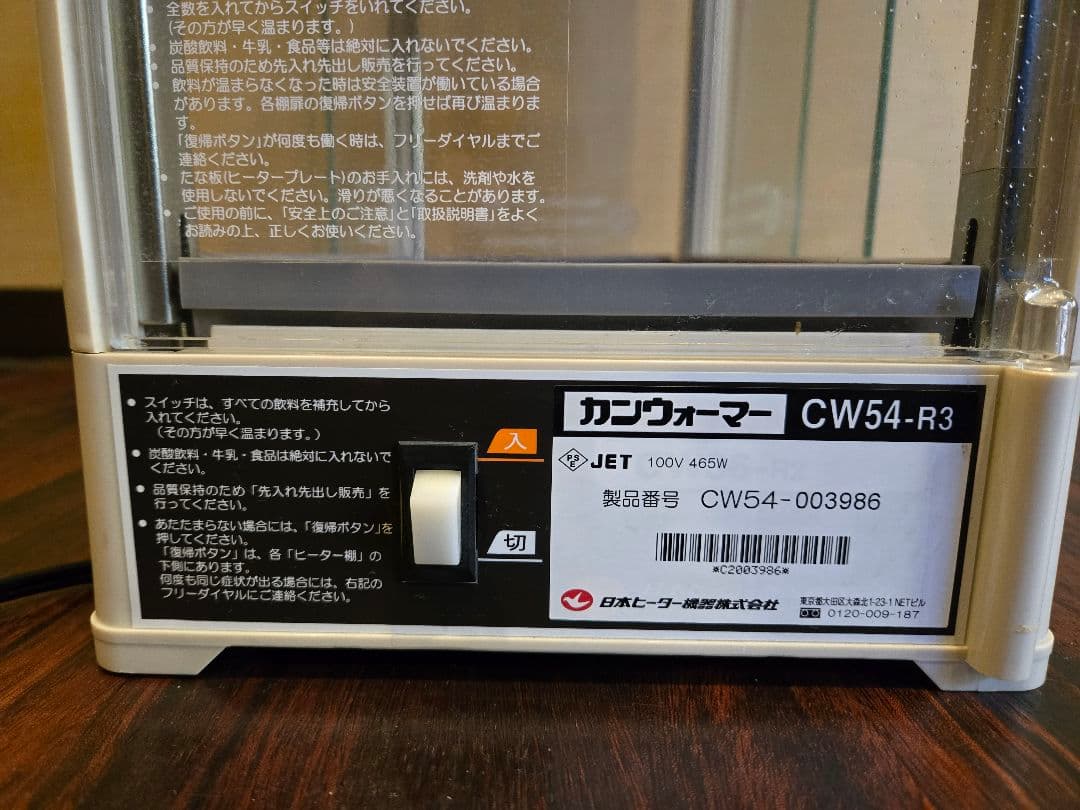 • 全数を入れてからスイッチをいれてください。
(その方が早く温まります。)
• 炭酸飲料・牛乳・食品等は絶対に入れないでください。
• 品質保持のため先入れ先出し販売を行ってください。
• 飲料が温まらなくなった時は安全装置が働いている場合
があります。各棚扉の復帰ボタンを押せば再び温まりま
す。
「復帰ボタン」が何度も働く時は、フリーダイヤルまでご
連絡ください。
• たな板(ヒータープレート)のお手入れには、洗剤や水を
使用しないでください。滑りが悪くなることがあります。
• ご使用の前に、「安全上のご注意」と「取扱説明書」をよく
お読みの上、正しくお使いください。
● スイッチは、すべての飲料を補充してから
入れてください。
(その方が早く温まります。)
● 炭酸飲料・牛乳・食品は絶対に入れないで
ください。
● 品質保持のため「先入れ先出し販売」を
行ってください。
● あたたまらない場合には、「復帰ボタン」を
押してください。
「復帰ボタン」は、各「ヒーター棚」の
下側にあります。
何度も同じ症状が出る場合には、右記の
フリーダイヤルにご連絡ください。
入
切
カンウォーマー CW54-R3
PSE JET 100V 465W
製品番号 CW54-003986
*C2003986*
日本ヒーター機器株式会社
東京都大田区大森北1-23-1 NETビル
0120-009-187